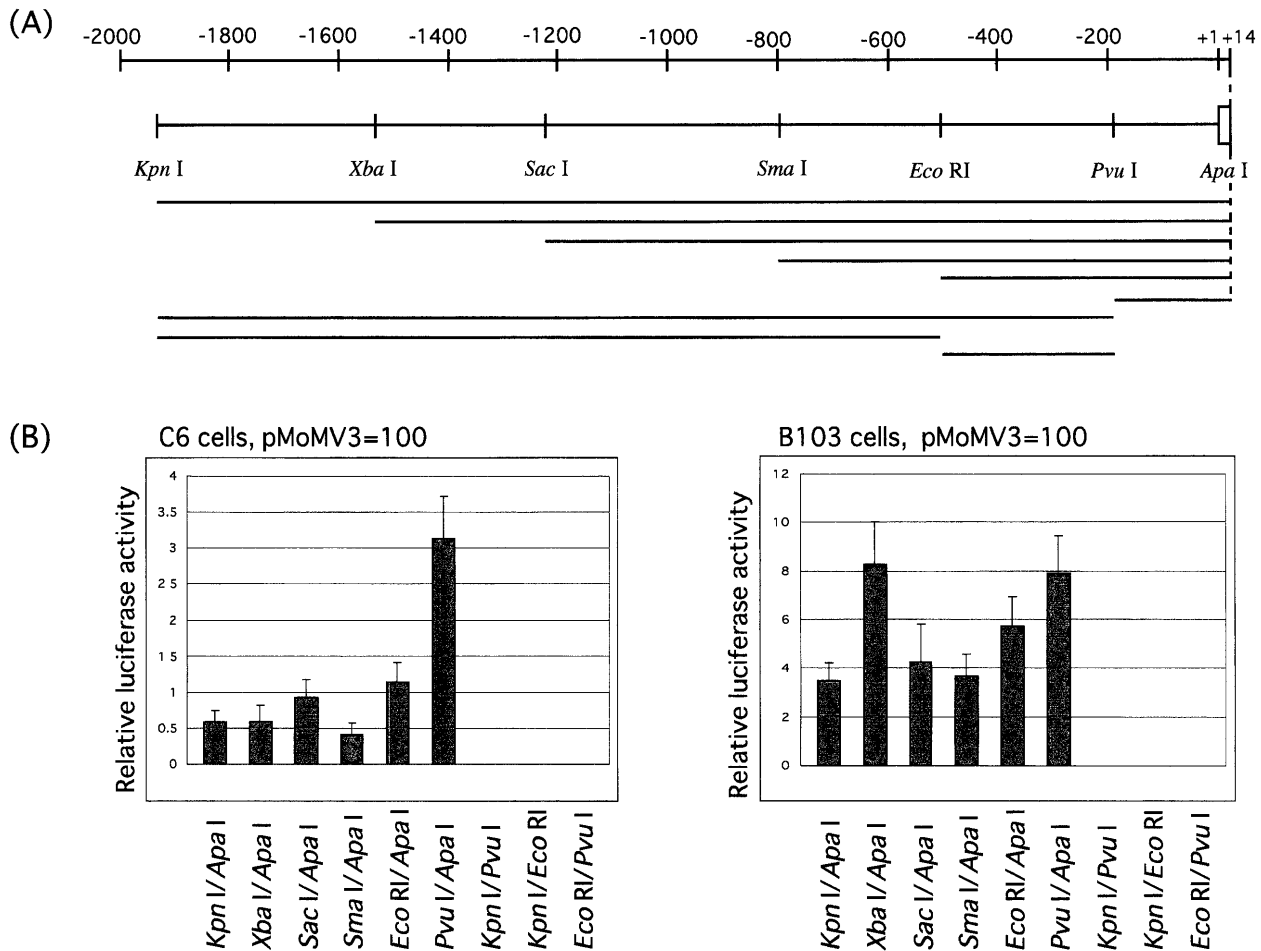 (A)
-2000 -1800 -1600 -1400 -1200 -1000 -800 -600 -400 -200 +1 +14
Kpn I Xba I Sac I Sma I Eco RI Pvu I Apa I
(B)
C6 cells, pMoMV3=100
Relative luciferase activity
4
3.5
3
2.5
2
1.5
1
0.5
0
Kpn I/Apa I
Xba I/Apa I
Sac I/Apa I
Sma I/Apa I
Eco RI/Apa I
Pvu I/Apa I
Kpn I/Pvu I
Kpn I/Eco RI
Eco RI/Pvu I
B103 cells, pMoMV3=100
Relative luciferase activity
12
10
8
6
4
2
0
Kpn I/Apa I
Xba I/Apa I
Sac I/Apa I
Sma I/Apa I
Eco RI/Apa I
Pvu I/Apa I
Kpn I/Pvu I
Kpn I/Eco RI
Eco RI/Pvu I